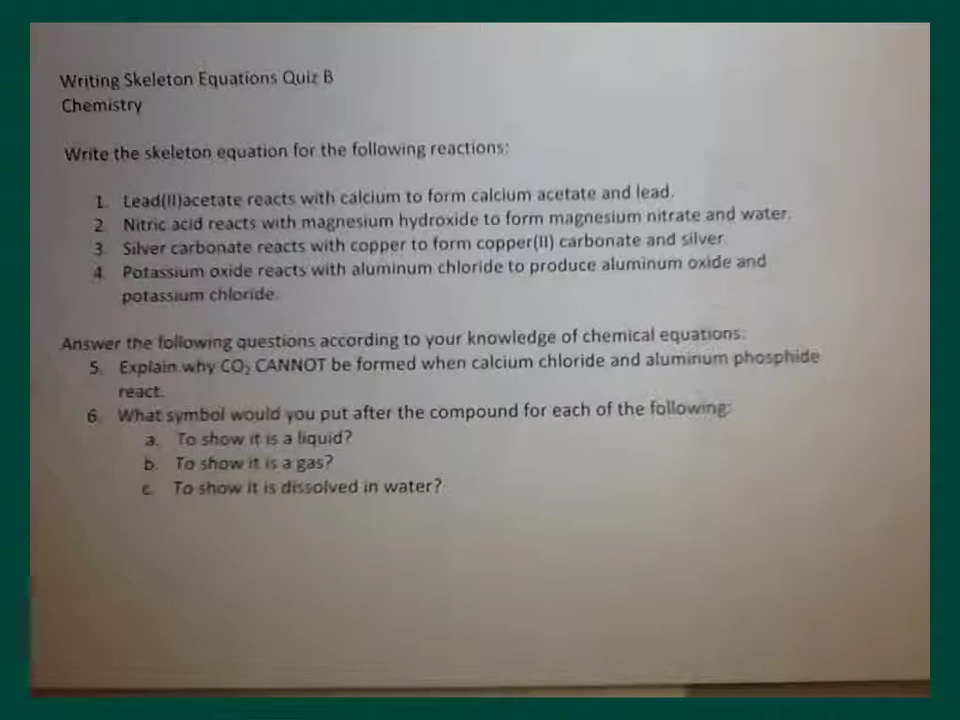 Writing Skeleton Equations Quiz B
Chemistry
Write the skeleton equation for the following reactions:
1. Lead(II)acetate reacts with calcium to form calcium acetate and lead.
2. Nitric acid reacts with magnesium hydroxide to form magnesium nitrate and water.
3. Silver carbonate reacts with copper to form copper(II) carbonate and silver.
4. Potassium oxide reacts with aluminum chloride to produce aluminum oxide and
potassium chloride.
Answer the following questions according to your knowledge of chemical equations.
5. Explain why CO₂ CANNOT be formed when calcium chloride and aluminum phosphide
react.
6. What symbol would you put after the compound for each of the following:
a. To show it is a liquid?
b. To show it is a gas?
c. To show it is dissolved in water?